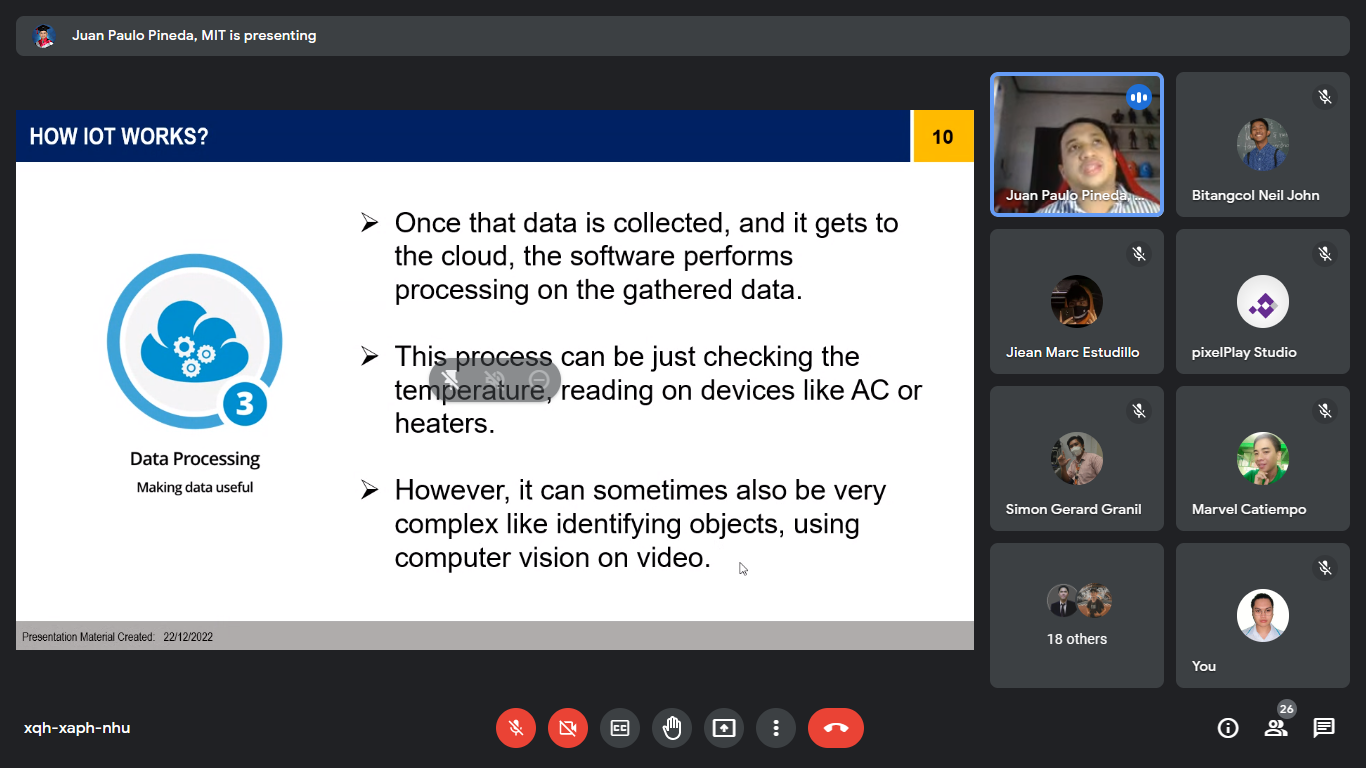 Juan Paulo Pineda, MIT is presenting
HOW IOT WORKS?
10
Once that data is collected, and it gets to
the cloud, the software performs
processing on the gathered data.
This process can be just checking the
temperature, reading on devices like AC or
heaters.
However, it can sometimes also be very
complex like identifying objects, using
computer vision on video.
3
Data Processing
Making data useful
Presentation Material Created: 22/12/2022
Juan Paulo Pineda, ...
Bitangcol Neil John
Jiean Marc Estudillo
pixelPlay Studio
Simon Gerard Granil
Marvel Catiempo
18 others
You
xqh-xaph-nhu
26